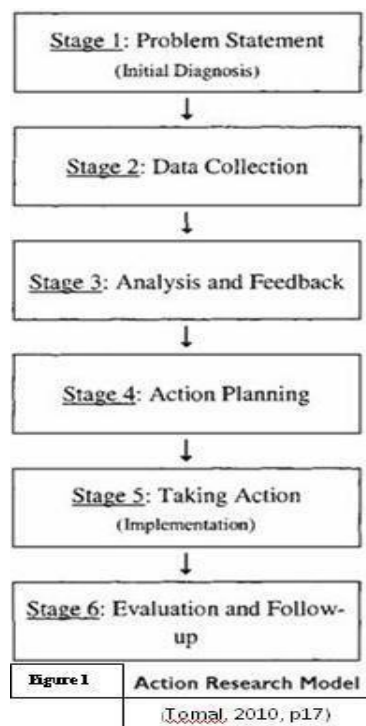 Stage 1: Problem Statement
(Initial Diagnosis)
↓
Stage 2: Data Collection
↓
Stage 3: Analysis and Feedback
↓
Stage 4: Action Planning
↓
Stage 5: Taking Action
(Implementation)
↓
Stage 6: Evaluation and Follow-
up
Figure 1
Action Research Model
(Tomal, 2010, p17)